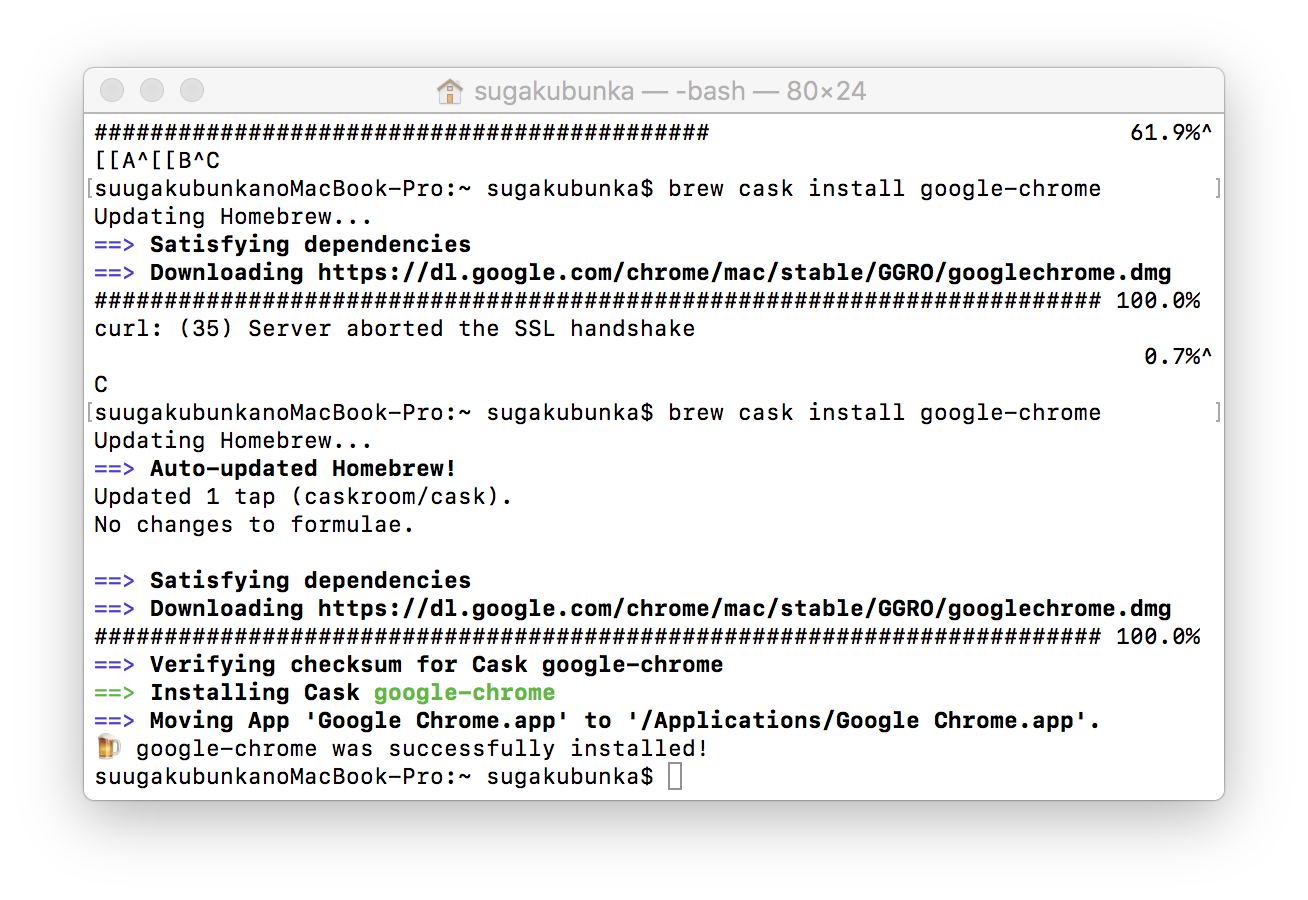 sugakubunka — -bash — 80×24
############################################ 61.9%^
[[A^[[B^C
[suugakubunkanoMacBook-Pro:~ sugakubunka$ brew cask install google-chrome ]
Updating Homebrew...
==> Satisfying dependencies
==> Downloading https://dl.google.com/chrome/mac/stable/GGRO/googlechrome.dmg
######################################################################## 100.0%
curl: (35) Server aborted the SSL handshake
0.7%^
C
[suugakubunkanoMacBook-Pro:~ sugakubunka$ brew cask install google-chrome ]
Updating Homebrew...
==> Auto-updated Homebrew!
Updated 1 tap (caskroom/cask).
No changes to formulae.
==> Satisfying dependencies
==> Downloading https://dl.google.com/chrome/mac/stable/GGRO/googlechrome.dmg
######################################################################## 100.0%
==> Verifying checksum for Cask google-chrome
==> Installing Cask google-chrome
==> Moving App 'Google Chrome.app' to '/Applications/Google Chrome.app'.
🍺 google-chrome was successfully installed!
suugakubunkanoMacBook-Pro:~ sugakubunka$